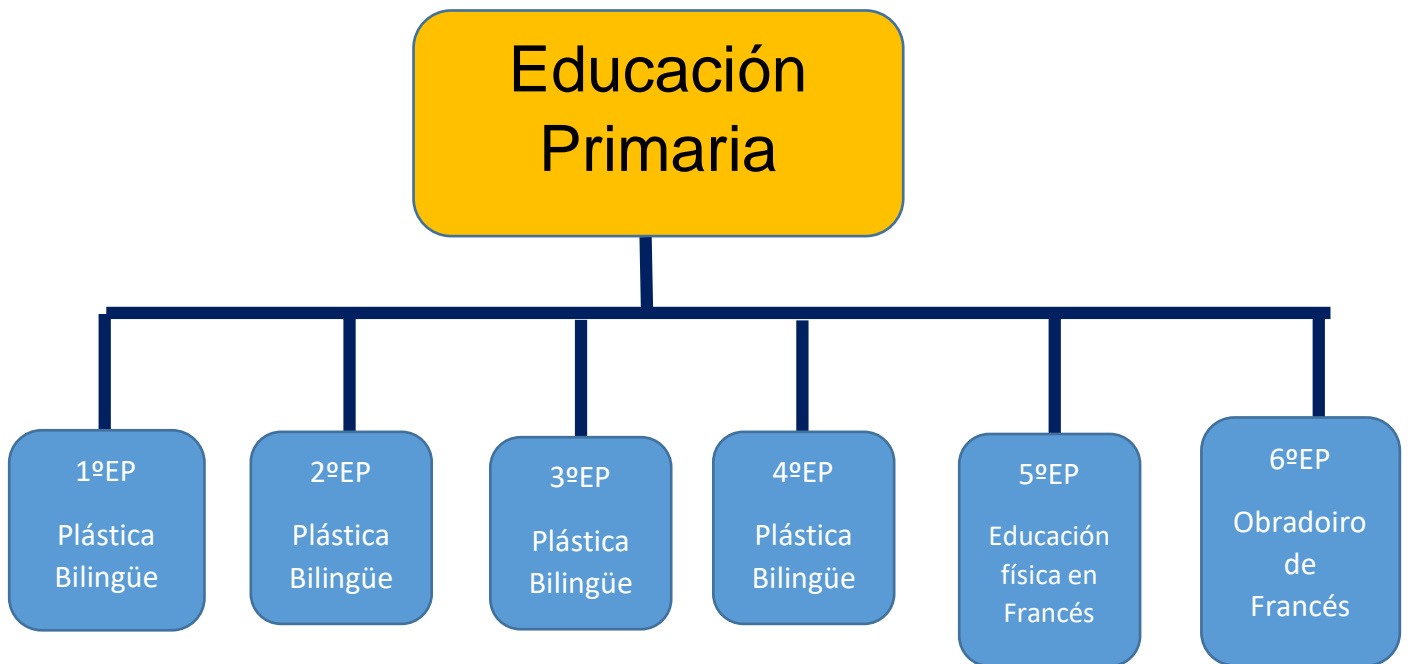 Educación
Primaria
1ºEP
Plástica
Bilingüe
2ºEP
Plástica
Bilingüe
3ºEP
Plástica
Bilingüe
4ºEP
Plástica
Bilingüe
5ºEP
Educación
física en
Francés
6ºEP
Obradoiro
de
Francés